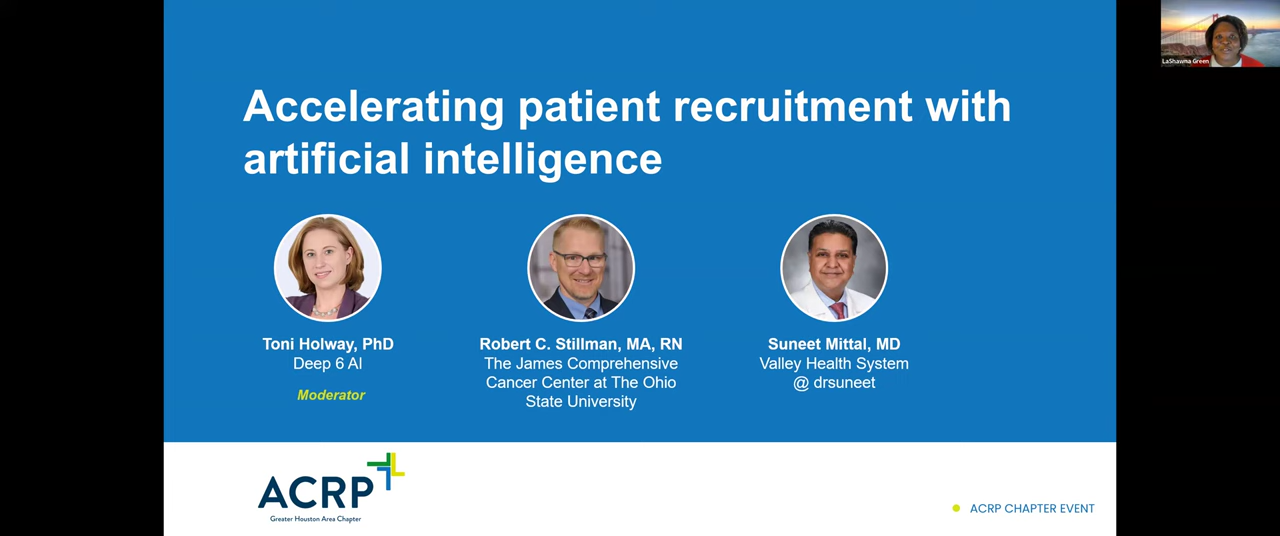 Accelerating patient recruitment with
artificial intelligence
LaShawna Green
Toni Holway, PhD
Deep 6 AI
Moderator
Robert C. Stillman, MA, RN
The James Comprehensive
Cancer Center at The Ohio
State University
Suneet Mittal, MD
Valley Health System
@ drsuneet
ACRP
Greater Houston Area Chapter
ACRP CHAPTER EVENT